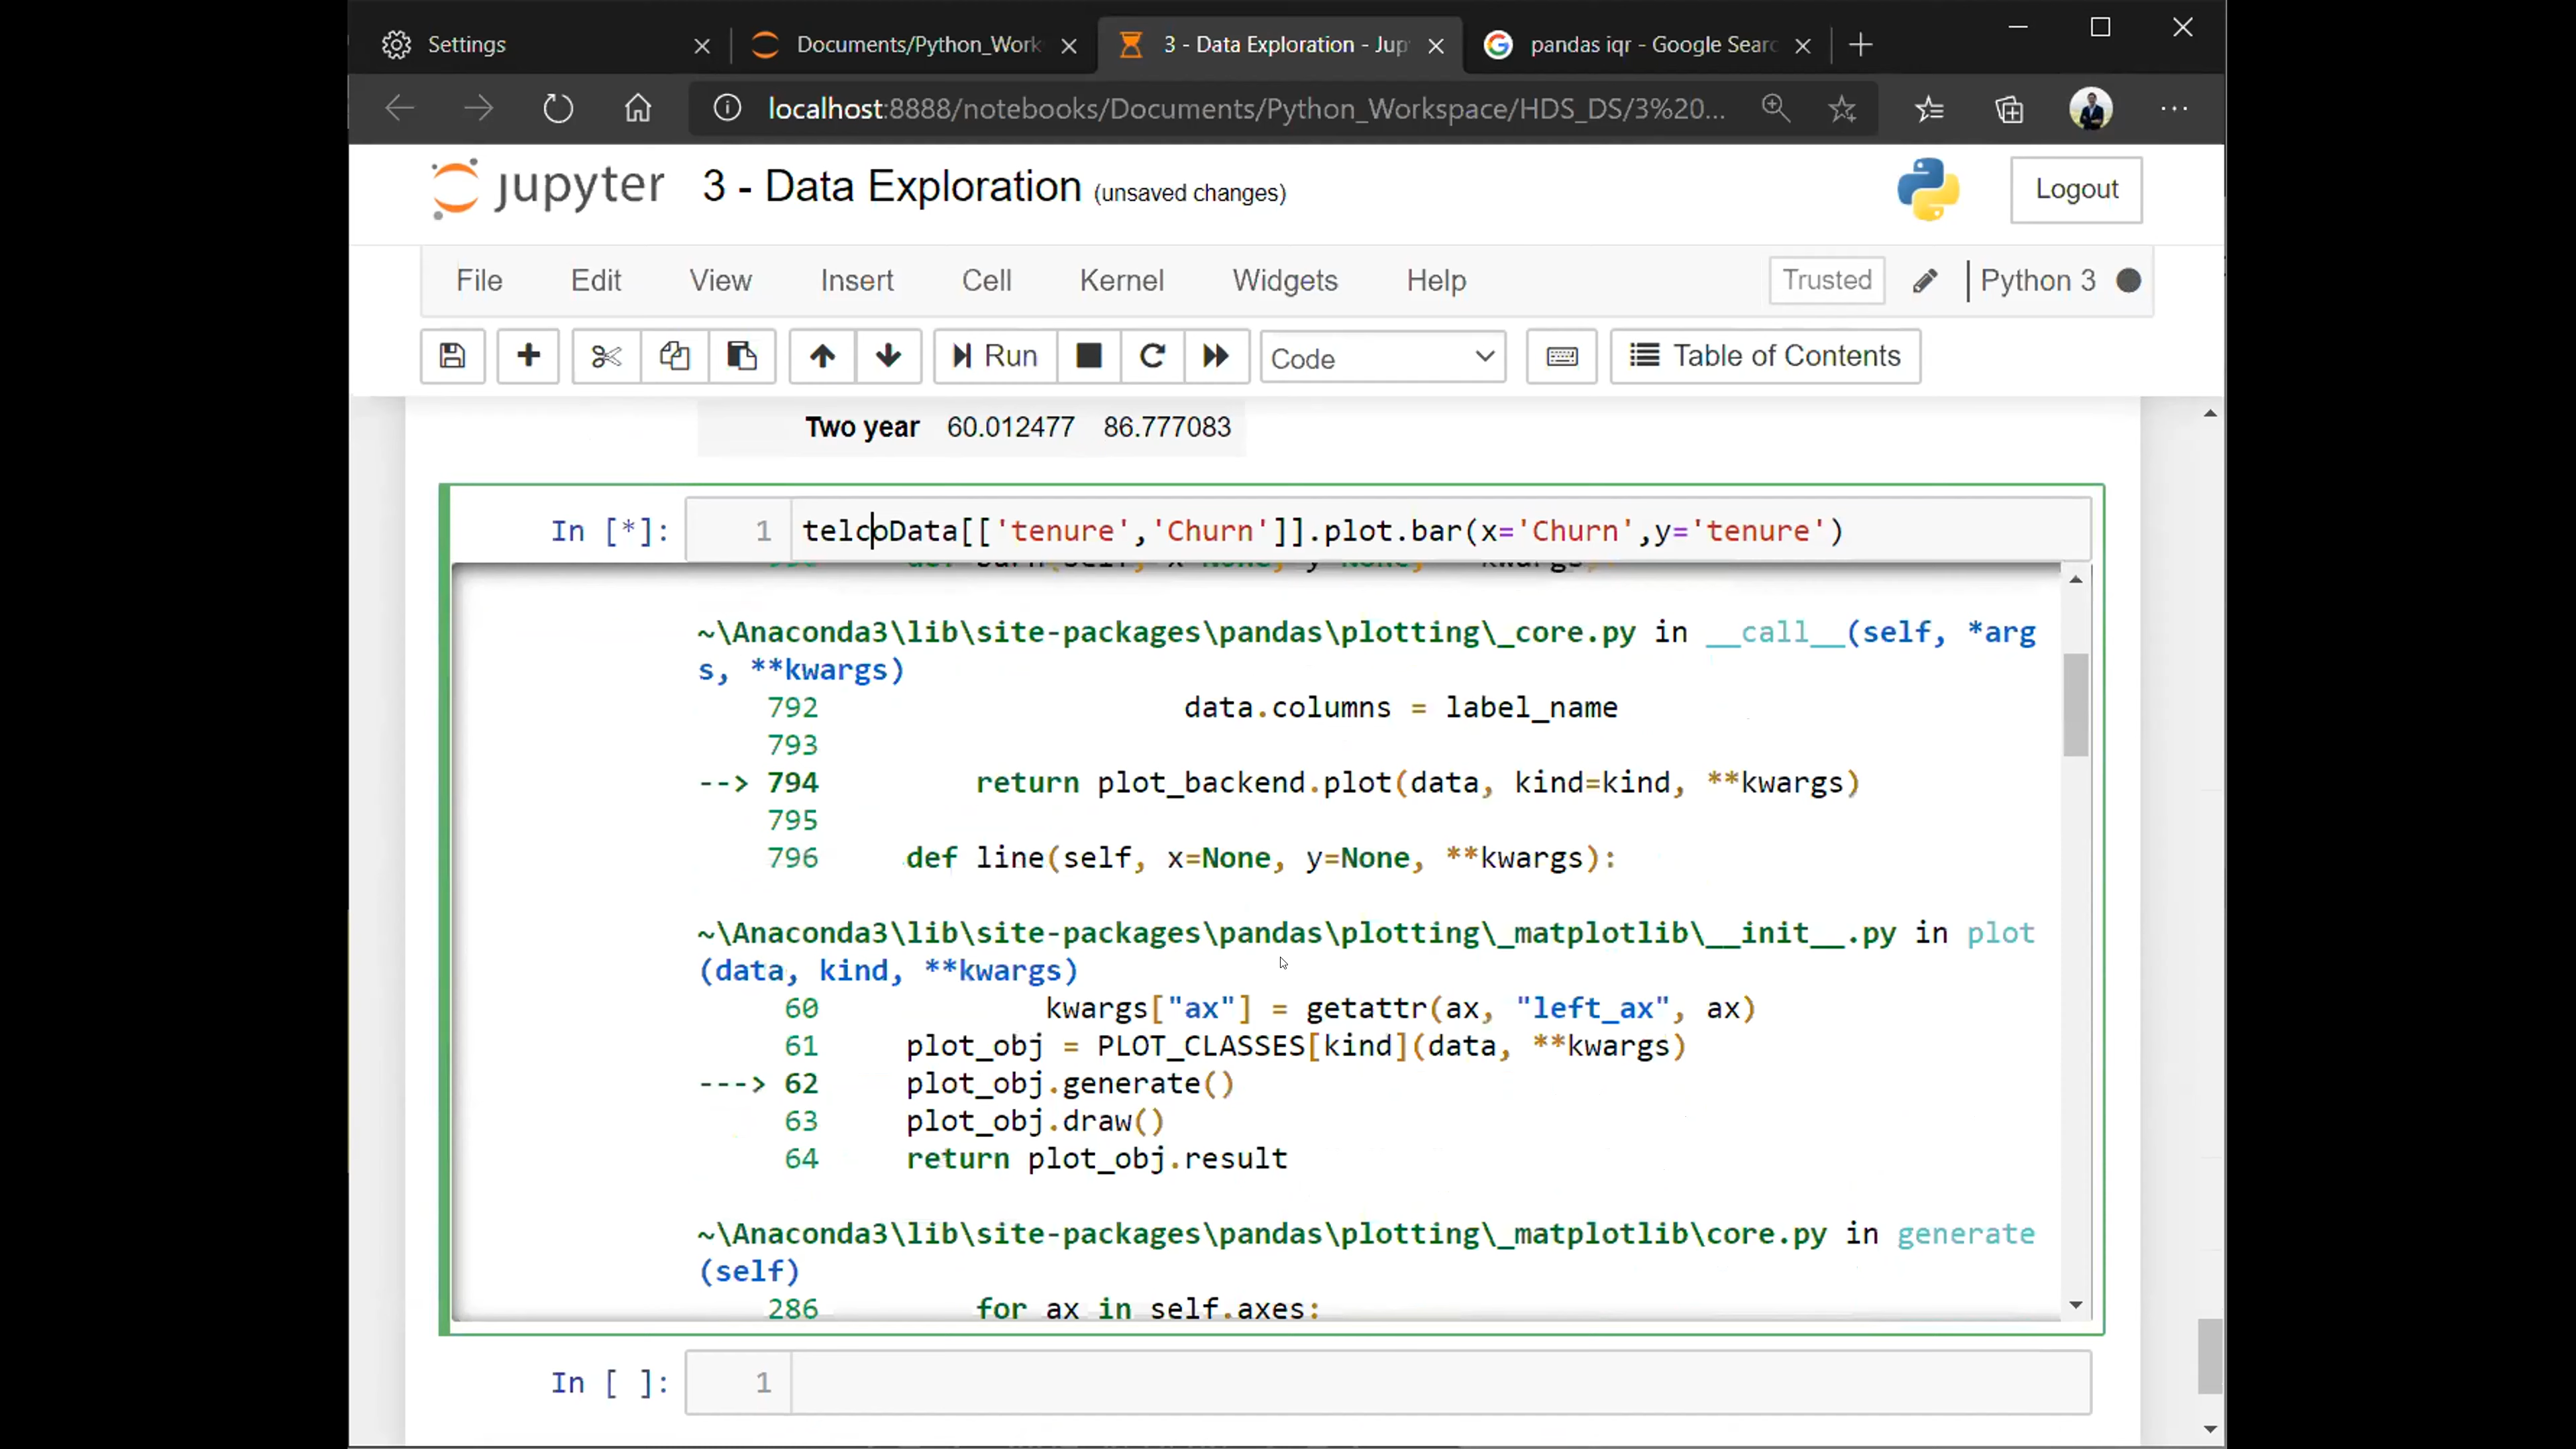 Settings
Documents/Python_Work
3 - Data Exploration - Jup
pandas iqr - Google Searc
localhost:8888/notebooks/Documents/Python_Workspace/HDS_DS/3%20...
jupyter 3 - Data Exploration (unsaved changes)
Logout
File Edit View Insert Cell Kernel Widgets Help
Trusted
Python 3
Run
Code
Table of Contents
Two year 60.012477 86.777083
In [*]: 1 telcoData[['tenure','Churn']].plot.bar(x='Churn',y='tenure')
~\Anaconda3\lib\site-packages\pandas\plotting\_core.py in __call__(self, *arg
s, **kwargs)
792 data.columns = label_name
793
--> 794 return plot_backend.plot(data, kind=kind, **kwargs)
795
796 def line(self, x=None, y=None, **kwargs):
~\Anaconda3\lib\site-packages\pandas\plotting\_matplotlib\__init__.py in plot
(data, kind, **kwargs)
60 kwargs["ax"] = getattr(ax, "left_ax", ax)
61 plot_obj = PLOT_CLASSES[kind](data, **kwargs)
---> 62 plot_obj.generate()
63 plot_obj.draw()
64 return plot_obj.result
~\Anaconda3\lib\site-packages\pandas\plotting\_matplotlib\core.py in generate
(self)
286 for ax in self.axes:
In [ ]: 1